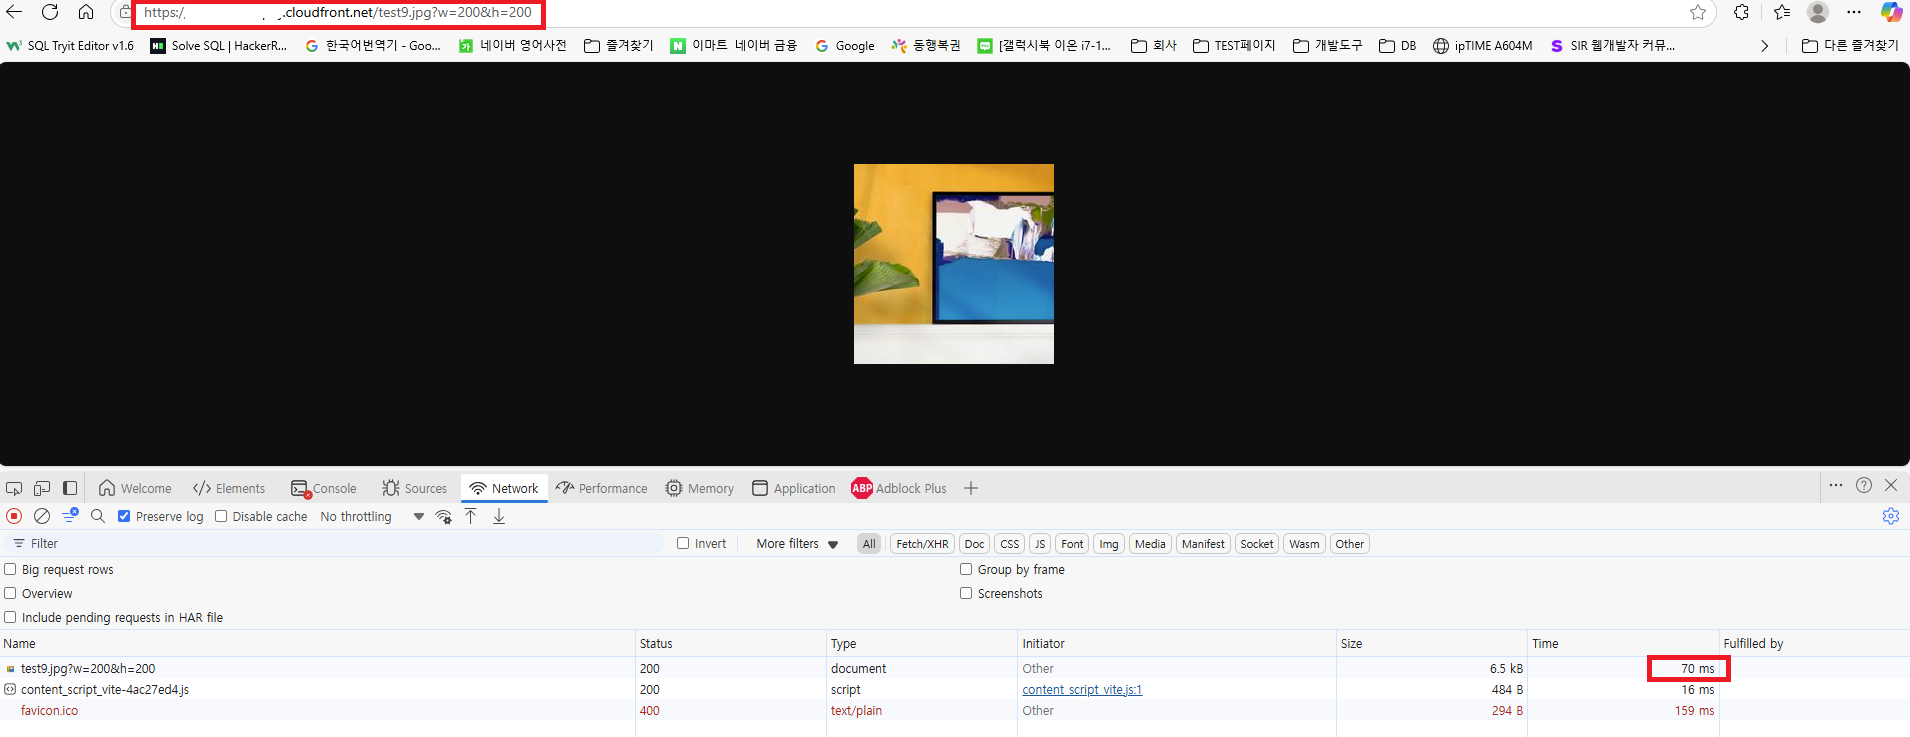 https:/ .cloudfront.net/test9.jpg?w=200&h=200
SQL Tryit Editor v1.6 Solve SQL | HackerR... 한국어번역기 - Goo... 네이버 영어사전 즐겨찾기 이마트 네이버 금융 Google 동행복권 [갤럭시북 이온 i7-1... 회사 TEST페이지 개발도구 DB ipTIME A604M SIR 웹개발자 커뮤... 다른 즐겨찾기
Welcome Elements Console Sources Network Performance Memory Application ABP Adblock Plus
Preserve log Disable cache No throttling
Filter Invert More filters All Fetch/XHR Doc CSS JS Font Img Media Manifest Socket Wasm Other
Big request rows Group by frame
Overview Screenshots
Include pending requests in HAR file
Name Status Type Initiator Size Time Fulfilled by
test9.jpg?w=200&h=200 200 document Other 6.5 kB 70 ms
content_script_vite-4ac27ed4.js 200 script content_script_vite.js:1 484 B 16 ms
favicon.ico 400 text/plain Other 294 B 159 ms